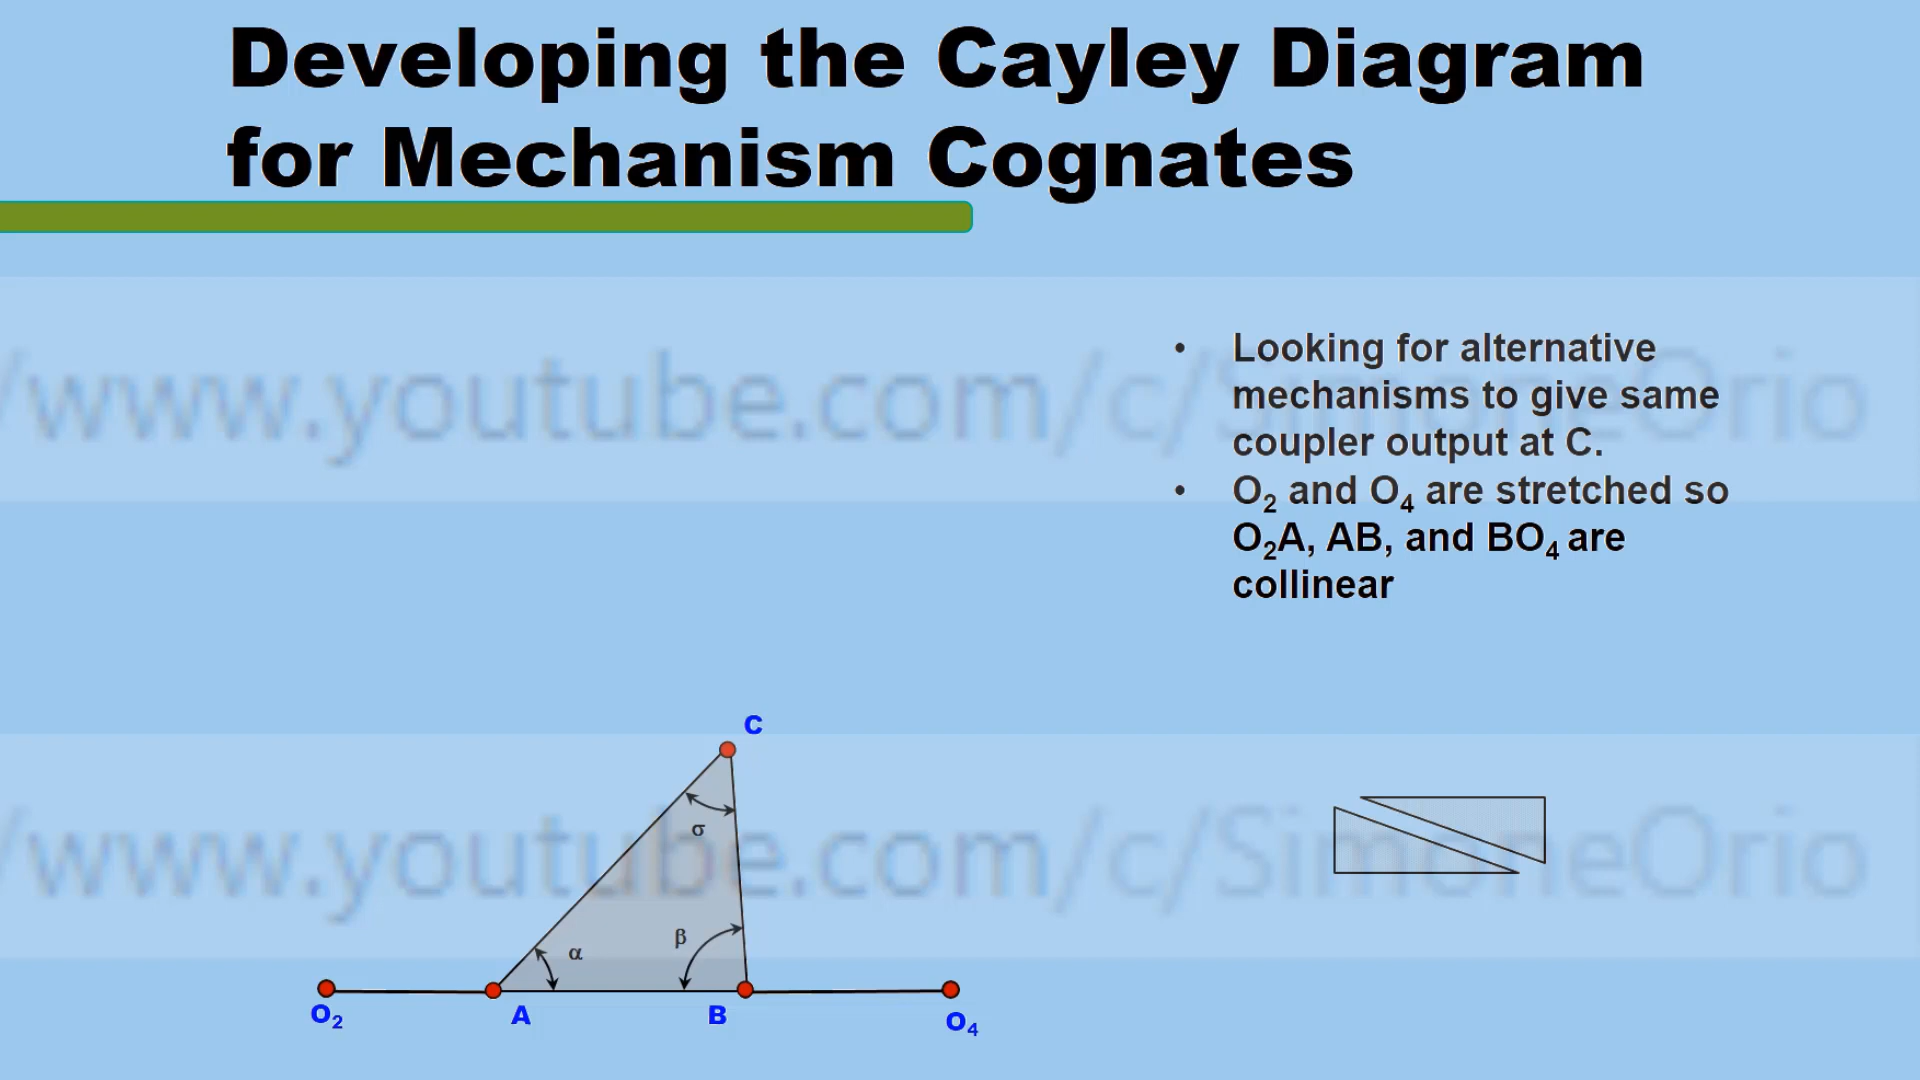 Developing the Cayley Diagram
for Mechanism Cognates
/www.youtube.com/c/SimoneOrio
• Looking for alternative
mechanisms to give same
coupler output at C.
• O₂ and O₄ are stretched so
O₂A, AB, and BO₄ are
collinear
C
σ
/www.youtube.com/c/SimoneOrio
β
α
O₂ A B O₄